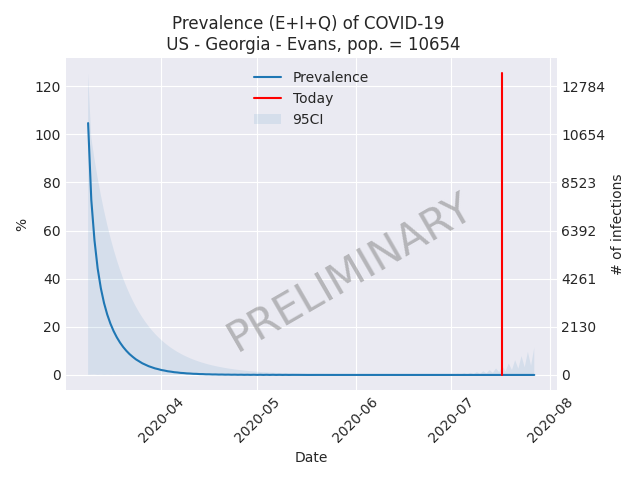 Prevalence (E+I+Q) of COVID-19
US - Georgia - Evans, pop. = 10654
Prevalence
Today
95CI
120
100
80
60
40
20
0
%
12784
10654
8523
6392
4261
2130
0
# of infections
PRELIMINARY
2020-04
2020-05
2020-06
2020-07
2020-08
Date